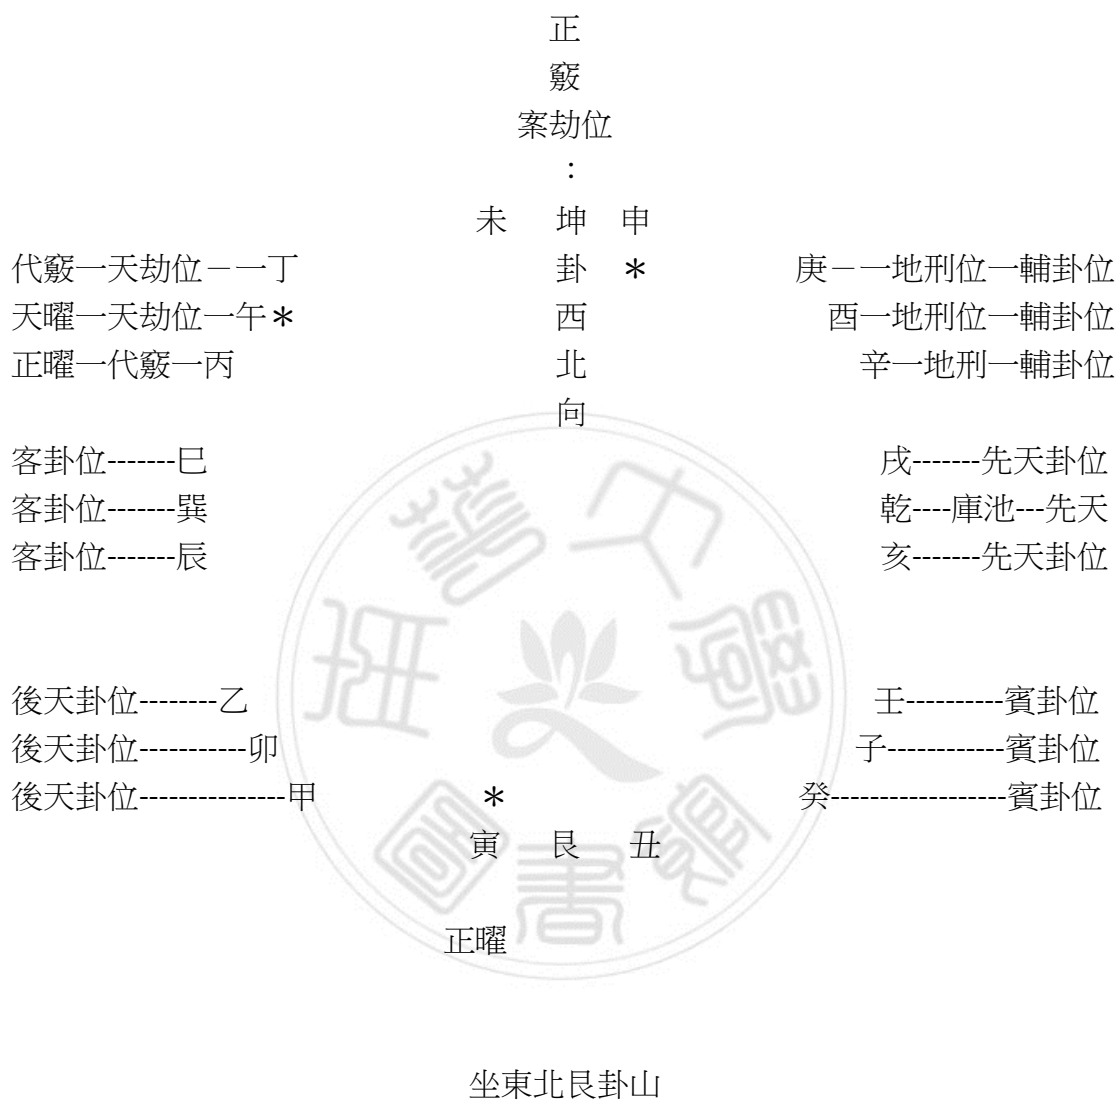 正
竅
案劫位
：
未 坤 申
代竅一天劫位－一丁 卦 ＊ 庚－一地刑位一輔卦位
天曜一天劫位一午＊ 西 酉一地刑位一輔卦位
正曜一代竅一丙 北 辛一地刑一輔卦位
向
客卦位-------巳 戌-------先天卦位
客卦位-------巽 乾----庫池---先天
客卦位-------辰 亥-------先天卦位
後天卦位--------乙 壬----------賓卦位
後天卦位-----------卯 子------------賓卦位
後天卦位---------------甲 ＊ 癸------------------賓卦位
寅 艮 丑
正曜
坐東北艮卦山